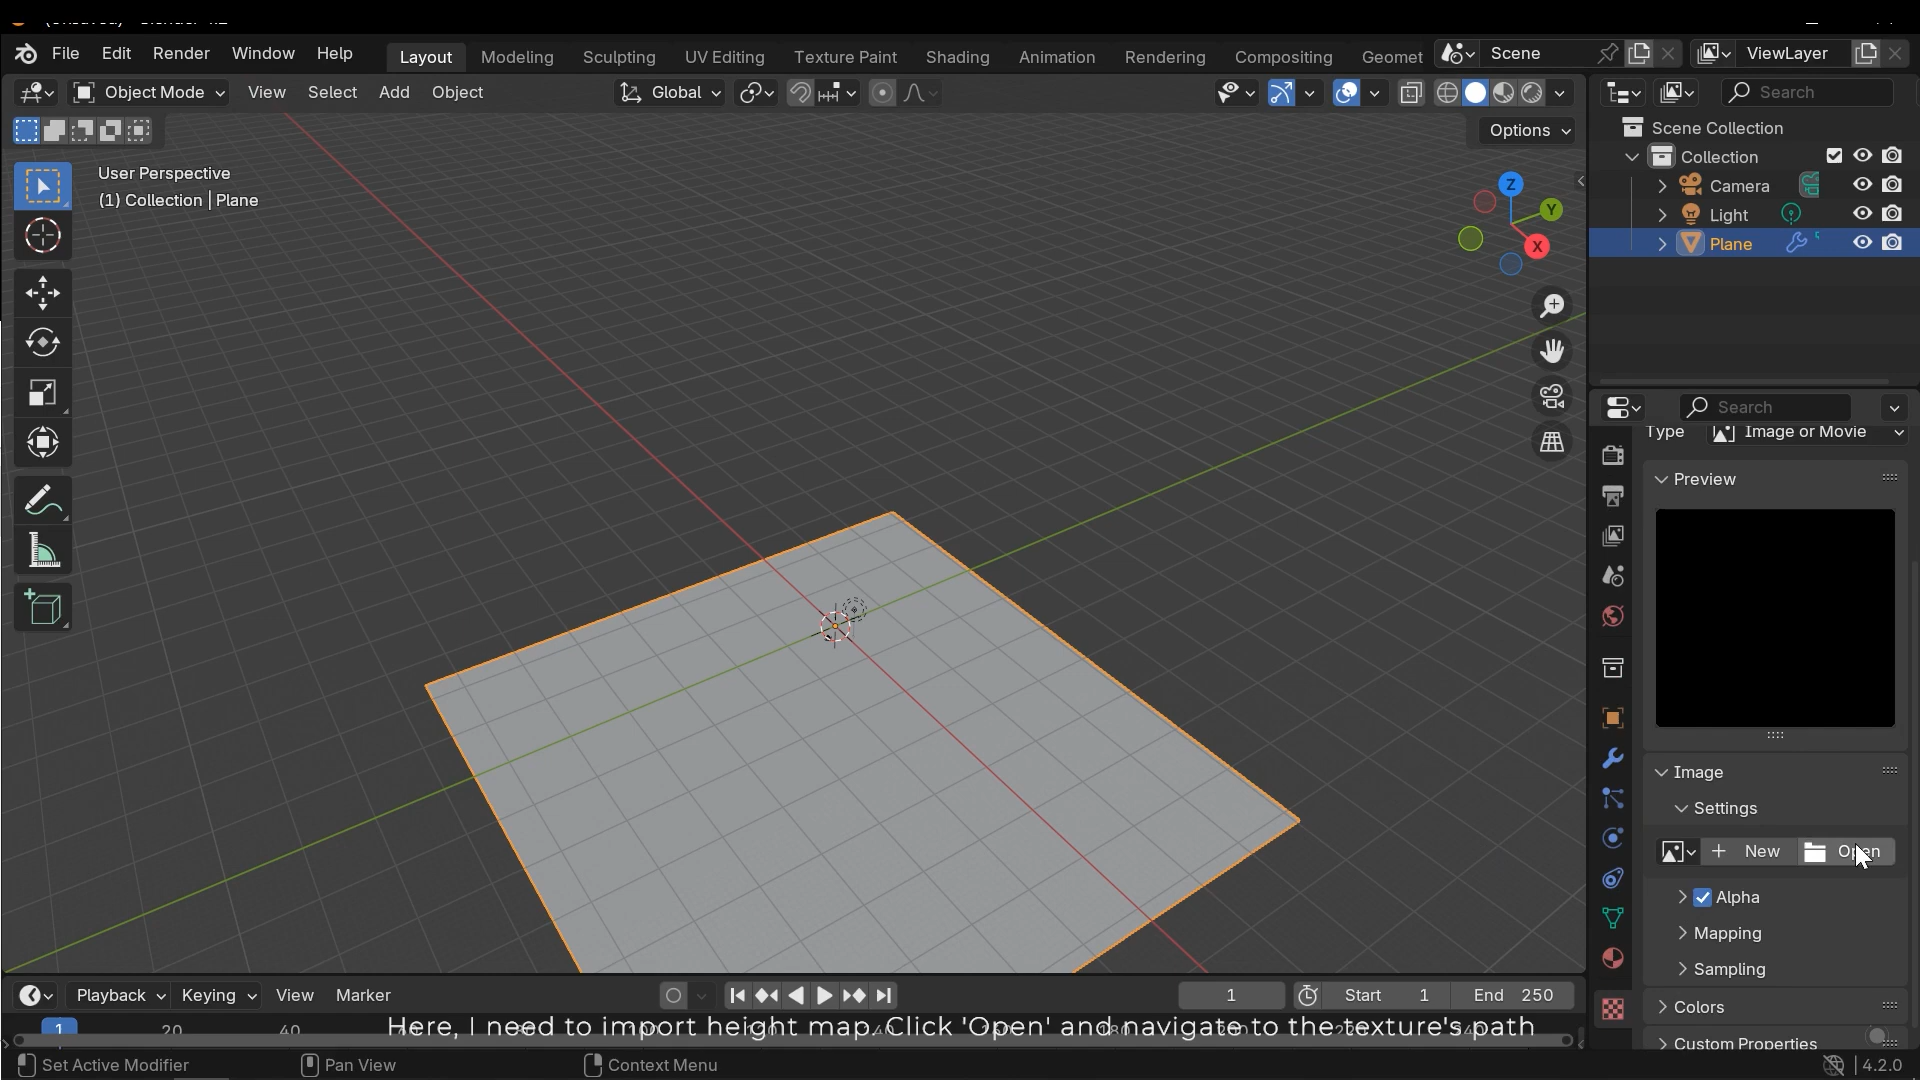 File Edit Render Window Help Layout Modeling Sculpting UV Editing Texture Paint Shading Animation Rendering Compositing Geomet Scene ViewLayer
Object Mode View Select Add Object Global Search
Options
Scene Collection
Collection
Camera
Light
Plane
User Perspective
(1) Collection | Plane
Z
Y
X
Search
Type Image or Movie
Preview
Image
Settings
New Open
Alpha
Mapping
Sampling
Colors
Custom Properties
Playback Keying View Marker 1 Start 1 End 250
1 20 40
Here, I need to import height map. Click 'Open' and navigate to the texture's path
Set Active Modifier Pan View Context Menu 4.2.0